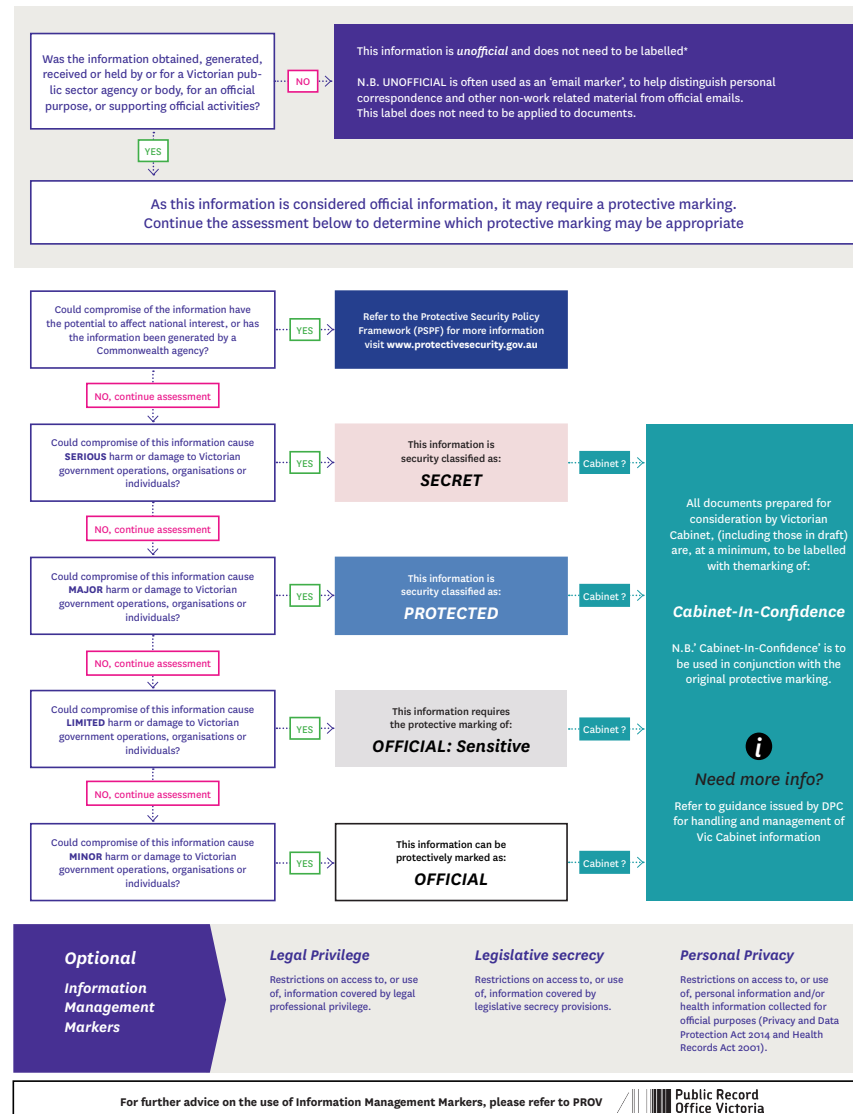 Was the information obtained, generated,
received or held by or for a Victorian pub-
lic sector agency or body, for an official
purpose, or supporting official activities?
NO
This information is unofficial and does not need to be labelled*
N.B. UNOFFICIAL is often used as an 'email marker', to help distinguish personal
correspondence and other non-work related material from official emails.
This label does not need to be applied to documents.
YES
As this information is considered official information, it may require a protective marking.
Continue the assessment below to determine which protective marking may be appropriate
Could compromise of the information have
the potential to affect national interest, or has
the information been generated by a
Commonwealth agency?
YES
Refer to the Protective Security Policy
Framework (PSPF) for more information
visit www.protectivesecurity.gov.au
NO, continue assessment
Could compromise of this information cause
SERIOUS harm or damage to Victorian
government operations, organisations or
individuals?
YES
This information is
security classified as:
SECRET
Cabinet ?
NO, continue assessment
Could compromise of this information cause
MAJOR harm or damage to Victorian
government operations, organisations or
individuals?
YES
This information is
security classified as:
PROTECTED
Cabinet ?
NO, continue assessment
Could compromise of this information cause
LIMITED harm or damage to Victorian
government operations, organisations or
individuals?
YES
This information requires
the protective marking of:
OFFICIAL: Sensitive
Cabinet ?
NO, continue assessment
Could compromise of this information cause
MINOR harm or damage to Victorian
government operations, organisations or
individuals?
YES
This information can be
protectively marked as:
OFFICIAL
Cabinet ?
All documents prepared for
consideration by Victorian
Cabinet, (including those in draft)
are, at a minimum, to be labelled
with themarking of:
Cabinet-In-Confidence
N.B.' Cabinet-In-Confidence' is to
be used in conjunction with the
original protective marking.
i
Need more info?
Refer to guidance issued by DPC
for handling and management of
Vic Cabinet information
Optional
Information
Management
Markers
Legal Privilege
Restrictions on access to, or use
of, information covered by legal
professional privilege.
Legislative secrecy
Restrictions on access to, or use
of, information covered by
legislative secrecy provisions.
Personal Privacy
Restrictions on access to, or use
of, personal information and/or
health information collected for
official purposes (Privacy and Data
Protection Act 2014 and Health
Records Act 2001).
For further advice on the use of Information Management Markers, please refer to PROV
Public Record
Office Victoria